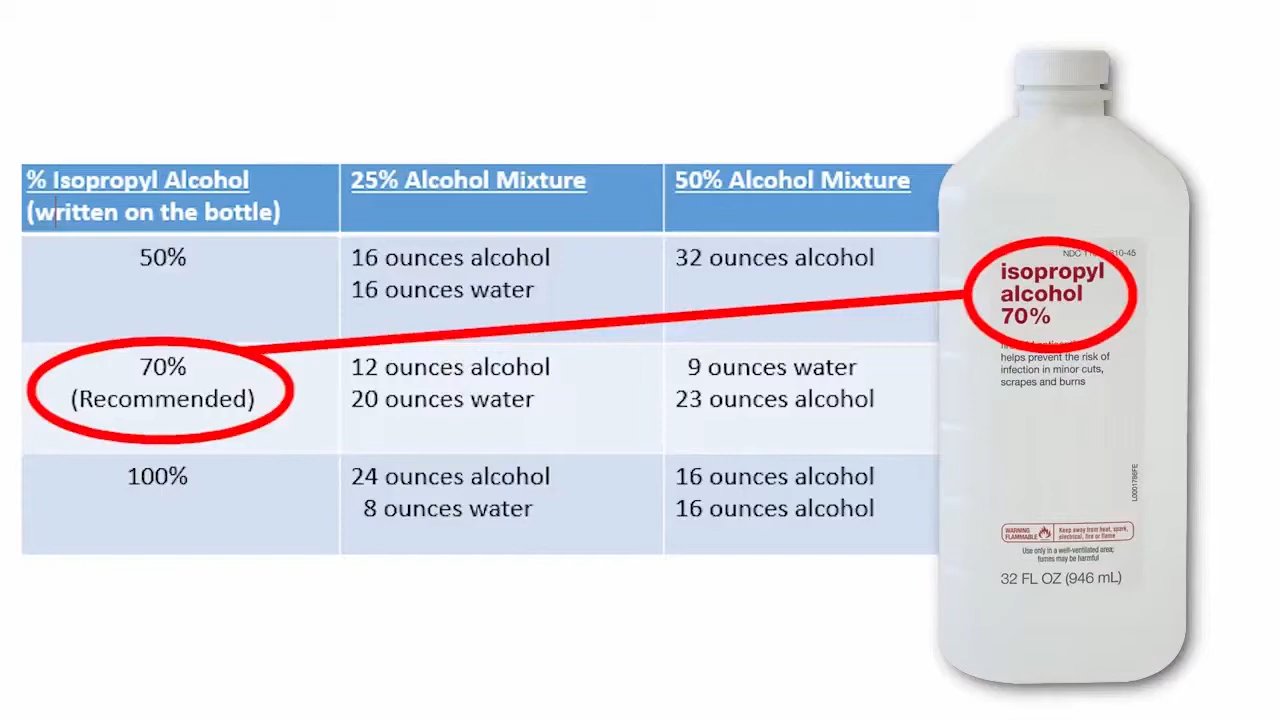 % Isopropyl Alcohol
(written on the bottle)
25% Alcohol Mixture
50% Alcohol Mixture
50%
16 ounces alcohol
16 ounces water
32 ounces alcohol
70%
(Recommended)
12 ounces alcohol
20 ounces water
9 ounces water
23 ounces alcohol
100%
24 ounces alcohol
8 ounces water
16 ounces alcohol
16 ounces alcohol
NDC
isopropyl
alcohol
70%
helps prevent the risk of
infection in minor cuts,
scrapes and burns
L0001786FE
WARNING
FLAMMABLE
Keep away from heat, spark,
electrical, fire or flame
Use only in a well-ventilated area;
fumes may be harmful
32 FL OZ (946 mL)